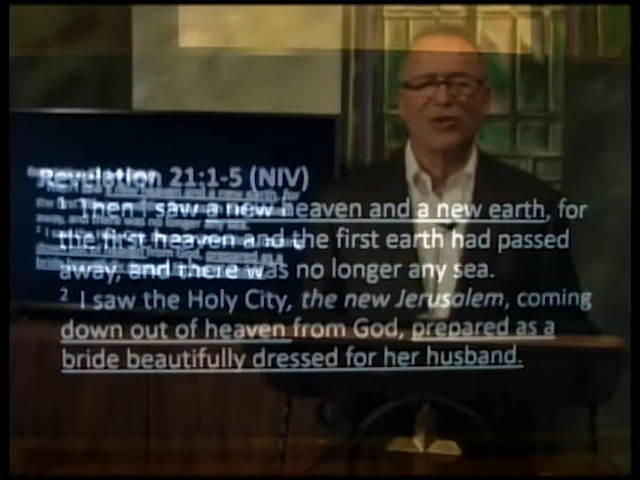 Revelation 21:1-5 (NIV)
1 Then I saw a new heaven and a new earth, for
the first heaven and the first earth had passed
away, and there was no longer any sea.
2 I saw the Holy City, the new Jerusalem, coming
down out of heaven from God, prepared as a
bride beautifully dressed for her husband.